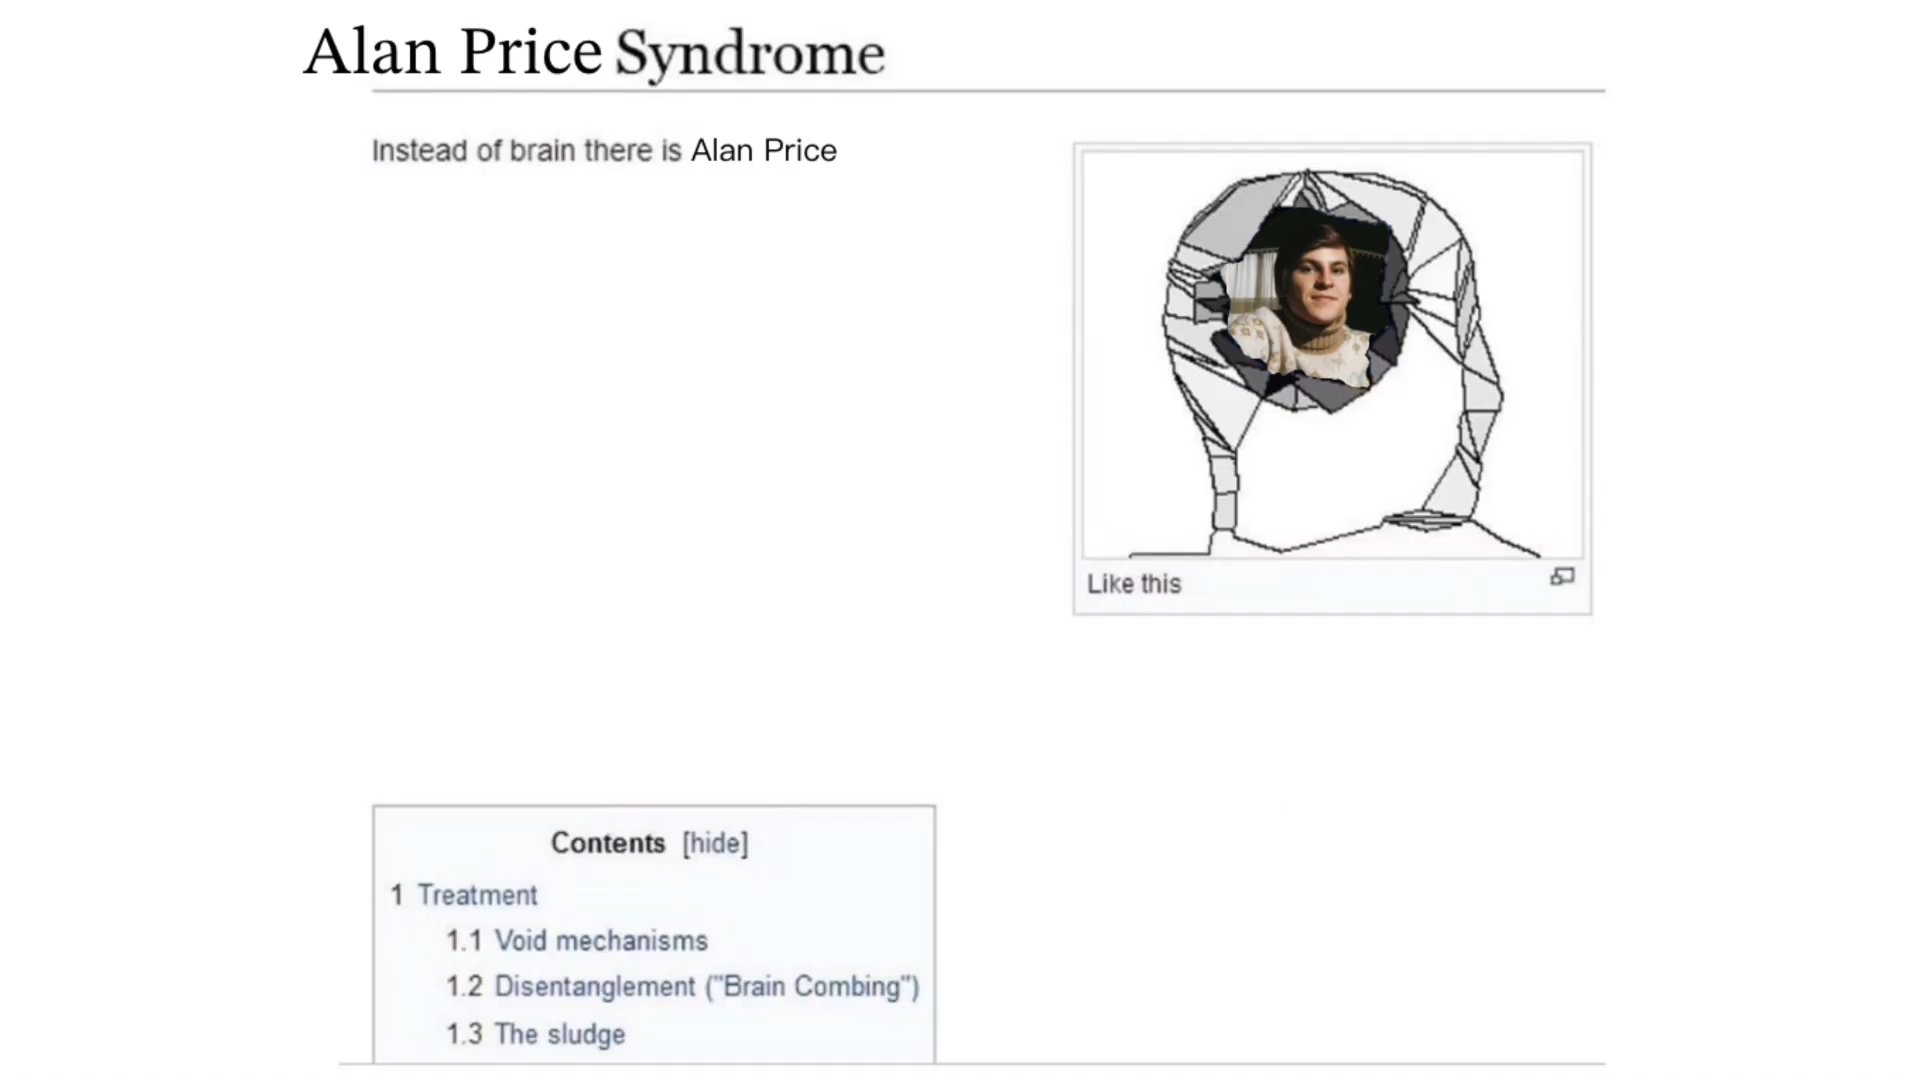 Alan Price Syndrome
Instead of brain there is Alan Price
Like this
Contents [hide]
1 Treatment
1.1 Void mechanisms
1.2 Disentanglement ("Brain Combing")
1.3 The sludge